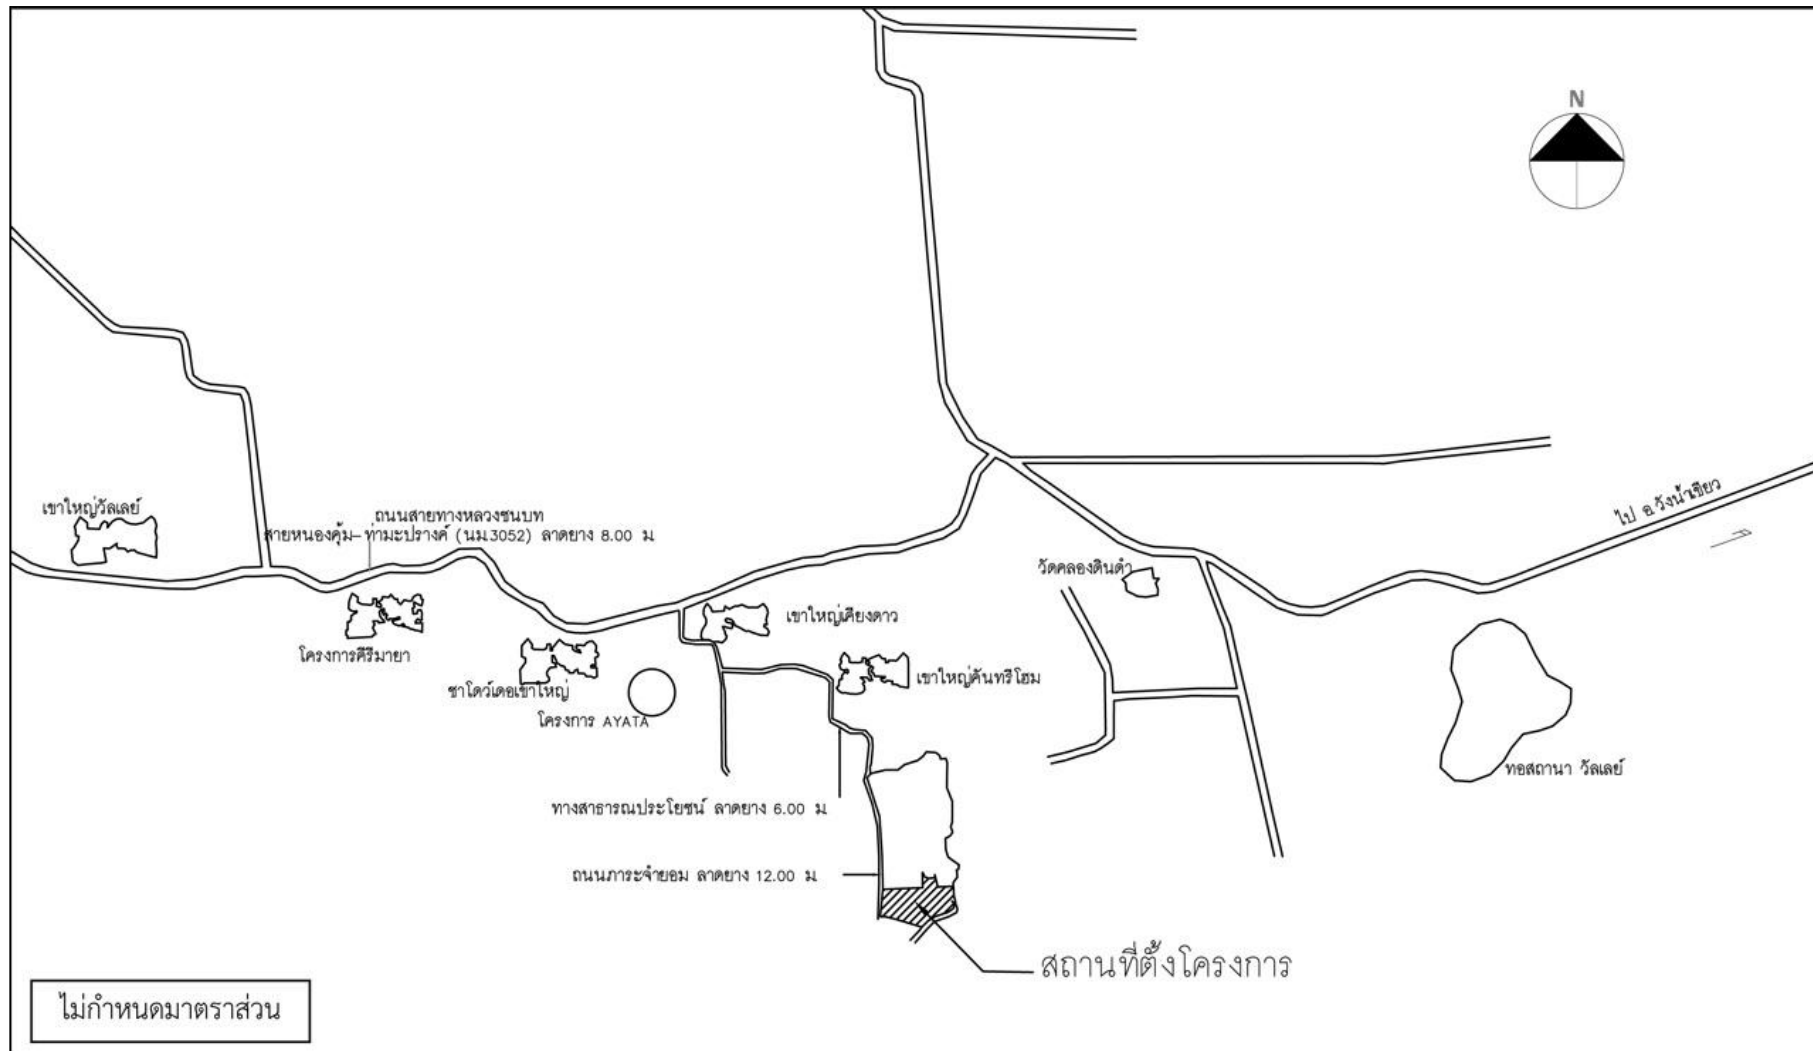 N
ไป อ.วังน้ำเขียว
เขาใหญ่วัลเลย์
ถนนสายทางหลวงชนบท
สายหนองคุ้ม-ท่ามะปรางค์ (นม.3052) ลาดยาง 8.00 ม.
วัดคลองดินดำ
เขาใหญ่เคียงดาว
โครงการคีรีมายา
เขาใหญ่คันทรีโฮม
ซาโตว์เดอเขาใหญ่
โครงการ AYATA
ทอสถานา วัลเลย์
ทางสาธารณประโยชน์ ลาดยาง 6.00 ม.
ถนนภาระจำยอม ลาดยาง 12.00 ม.
สถานที่ตั้งโครงการ
ไม่กำหนดมาตราส่วน